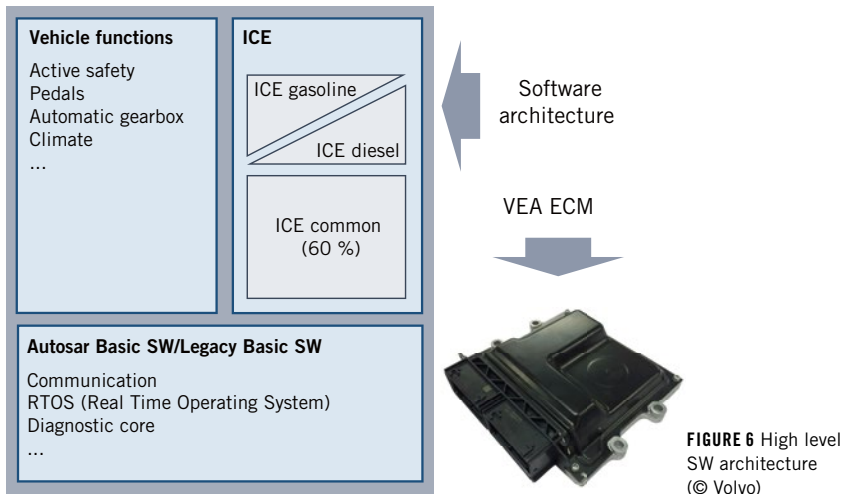 Vehicle functions
Active safety
Pedals
Automatic gearbox
Climate
...
ICE
ICE gasoline
ICE diesel
ICE common
(60 %)
Software
architecture
VEA ECM
Autosar Basic SW/Legacy Basic SW
Communication
RTOS (Real Time Operating System)
Diagnostic core
...
FIGURE 6 High level
SW architecture
(© Volvo)